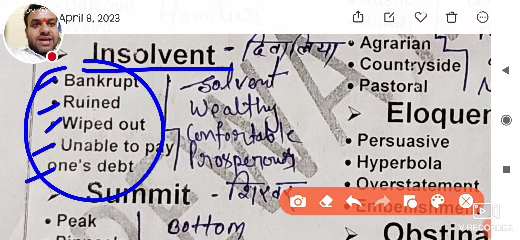 April 8, 2023
Insolvent - दिवालिया
Bankrupt
Ruined
Wiped out
Unable to pay
one's debt
Solvent
Wealthy
Comfortable
Prosperous
Summit - शिखर
Peak
Bottom
Agrarian
Countryside
Pastoral
Eloquen
Persuasive
Hyperbola
Overstatement
Embellishment
Obstina